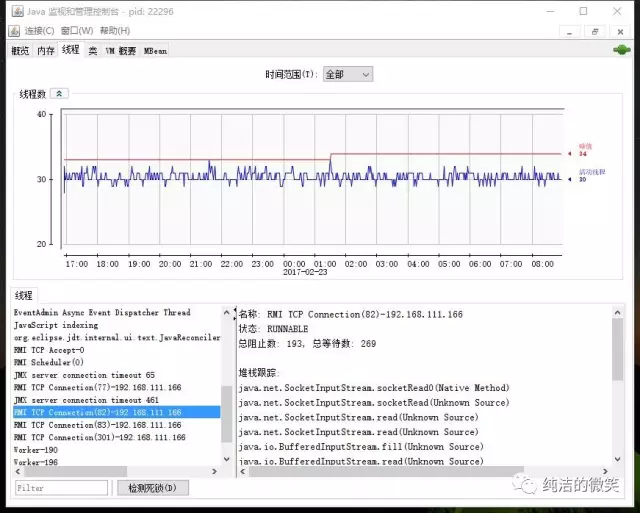 Java 监视和管理控制台 - pid: 22296
连接(C) 窗口(W) 帮助(H)
概览 内存 线程 类 VM 概要 MBean
时间范围(T): 全部
线程数
40
30
20
峰值
34
活动线程
30
17:00 18:00 19:00 20:00 21:00 22:00 23:00 00:00 01:00 02:00 03:00 04:00 05:00 06:00 07:00 08:00
2017-02-23
线程
EventAdmin Async Event Dispatcher Thread
JavaScript indexing
org.eclipse.jdt.internal.ui.text.JavaReconciler
RMI TCP Accept-0
RMI Scheduler(0)
JMX server connection timeout 65
RMI TCP Connection(77)-192.168.111.166
JMX server connection timeout 461
RMI TCP Connection(82)-192.168.111.166
RMI TCP Connection(83)-192.168.111.166
RMI TCP Connection(301)-192.168.111.166
Worker-190
Worker-196
名称: RMI TCP Connection(82)-192.168.111.166
状态: RUNNABLE
总阻止数: 193, 总等待数: 269
堆栈跟踪:
java.net.SocketInputStream.socketRead0(Native Method)
java.net.SocketInputStream.socketRead(Unknown Source)
java.net.SocketInputStream.read(Unknown Source)
java.net.SocketInputStream.read(Unknown Source)
java.io.BufferedInputStream.fill(Unknown Source)
java.io.BufferedInputStream.read(Unknown Source)
Filter
检测死锁(D)
纯洁的微笑